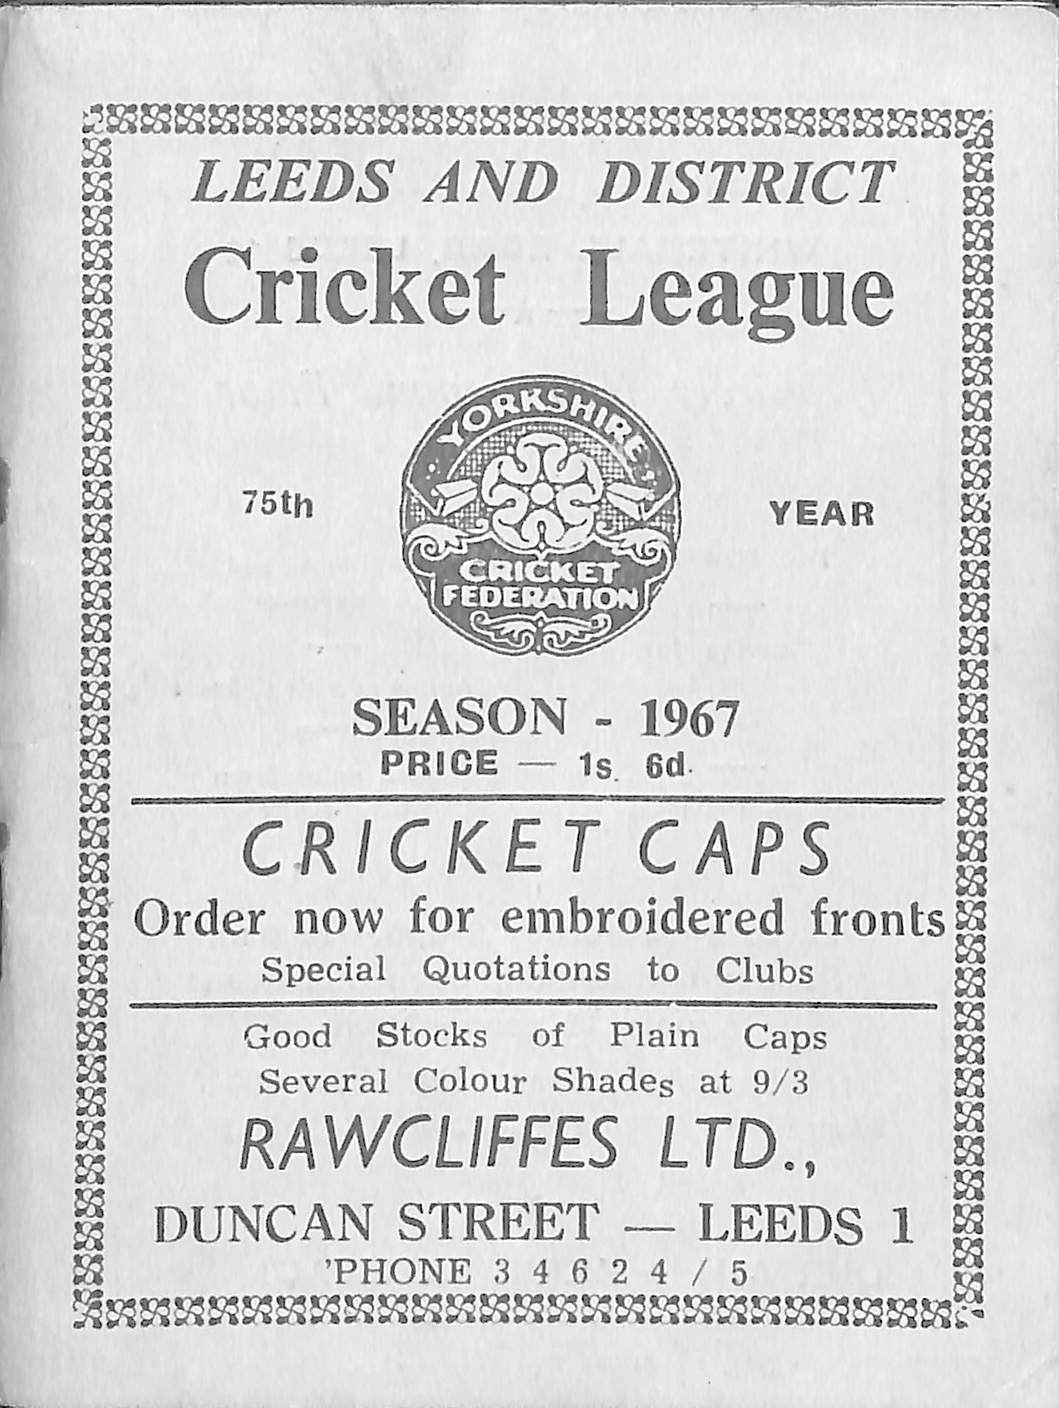 LEEDS AND DISTRICT
Cricket League
YORKSHIRE
75th YEAR
CRICKET
FEDERATION
SEASON - 1967
PRICE — 1s. 6d.
CRICKET CAPS
Order now for embroidered fronts
Special Quotations to Clubs
Good Stocks of Plain Caps
Several Colour Shades at 9/3
RAWCLIFFES LTD.,
DUNCAN STREET — LEEDS 1
'PHONE 3 4 6 2 4 / 5